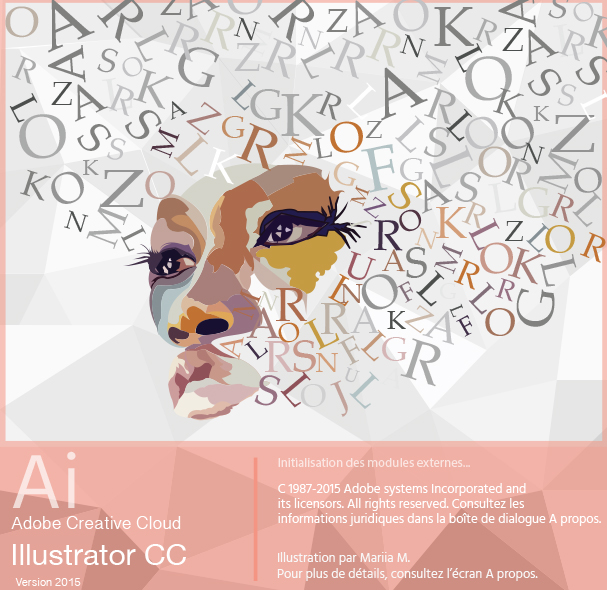 Ai
Adobe Creative Cloud
Illustrator CC
Version 2015
Initialisation des modules externes...
C 1987-2015 Adobe systems Incorporated and
its licensors. All rights reserved. Consultez les
informations juridiques dans la boîte de dialogue A propos.
Illustration par Mariia M.
Pour plus de détails, consultez l'écran A propos.